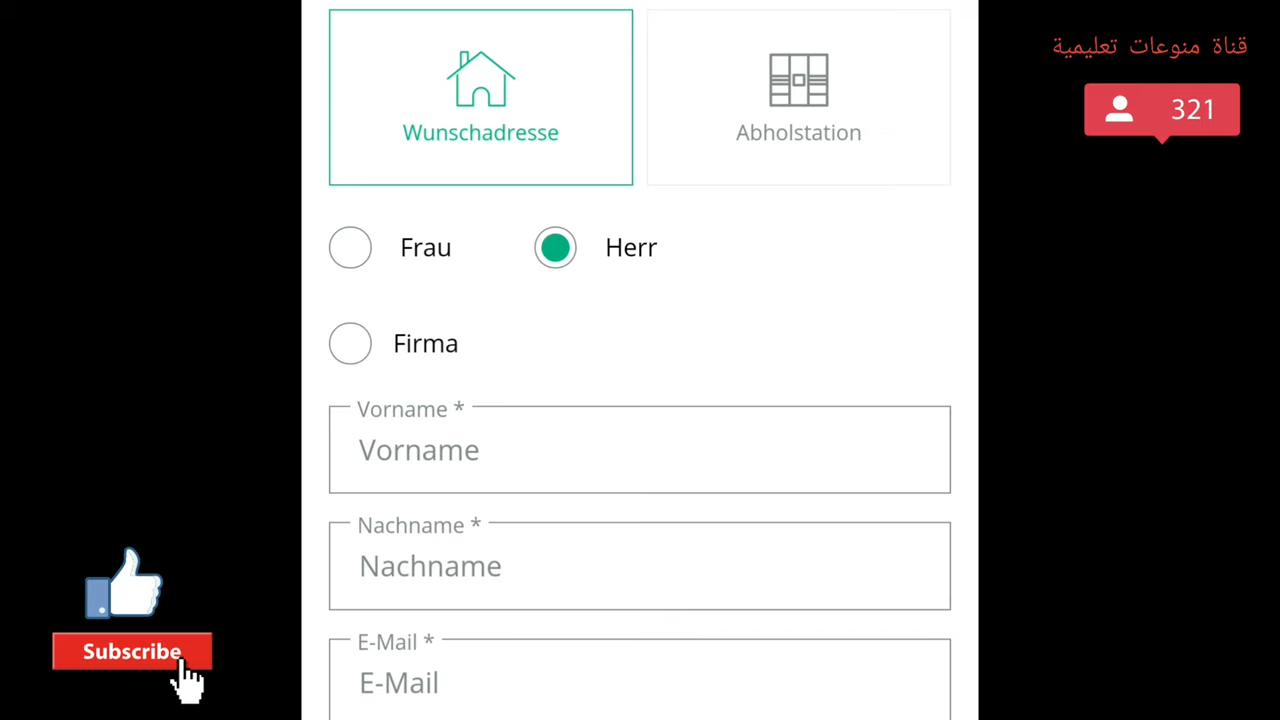 قناة منوعات تعليمية
321
Wunschadresse
Abholstation
Frau
Herr
Firma
Vorname *
Vorname
Nachname *
Nachname
E-Mail *
E-Mail
Subscribe